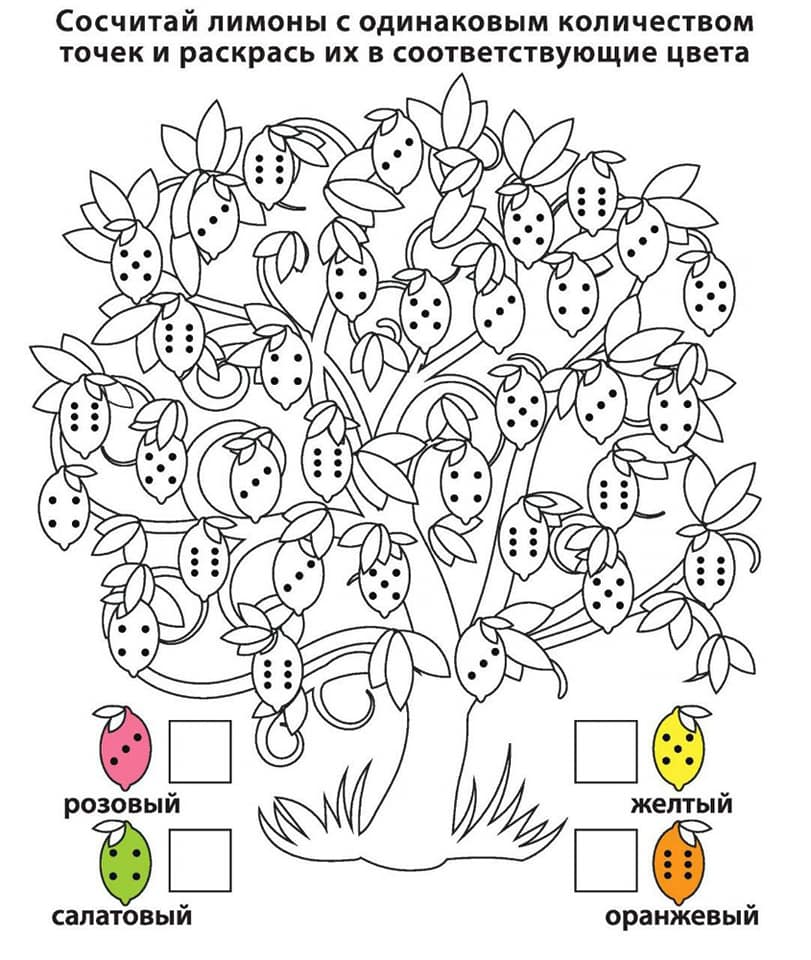 Сосчитай лимоны с одинаковым количеством
точек и раскрась их в соответствующие цвета
розовый
желтый
салатовый
оранжевый